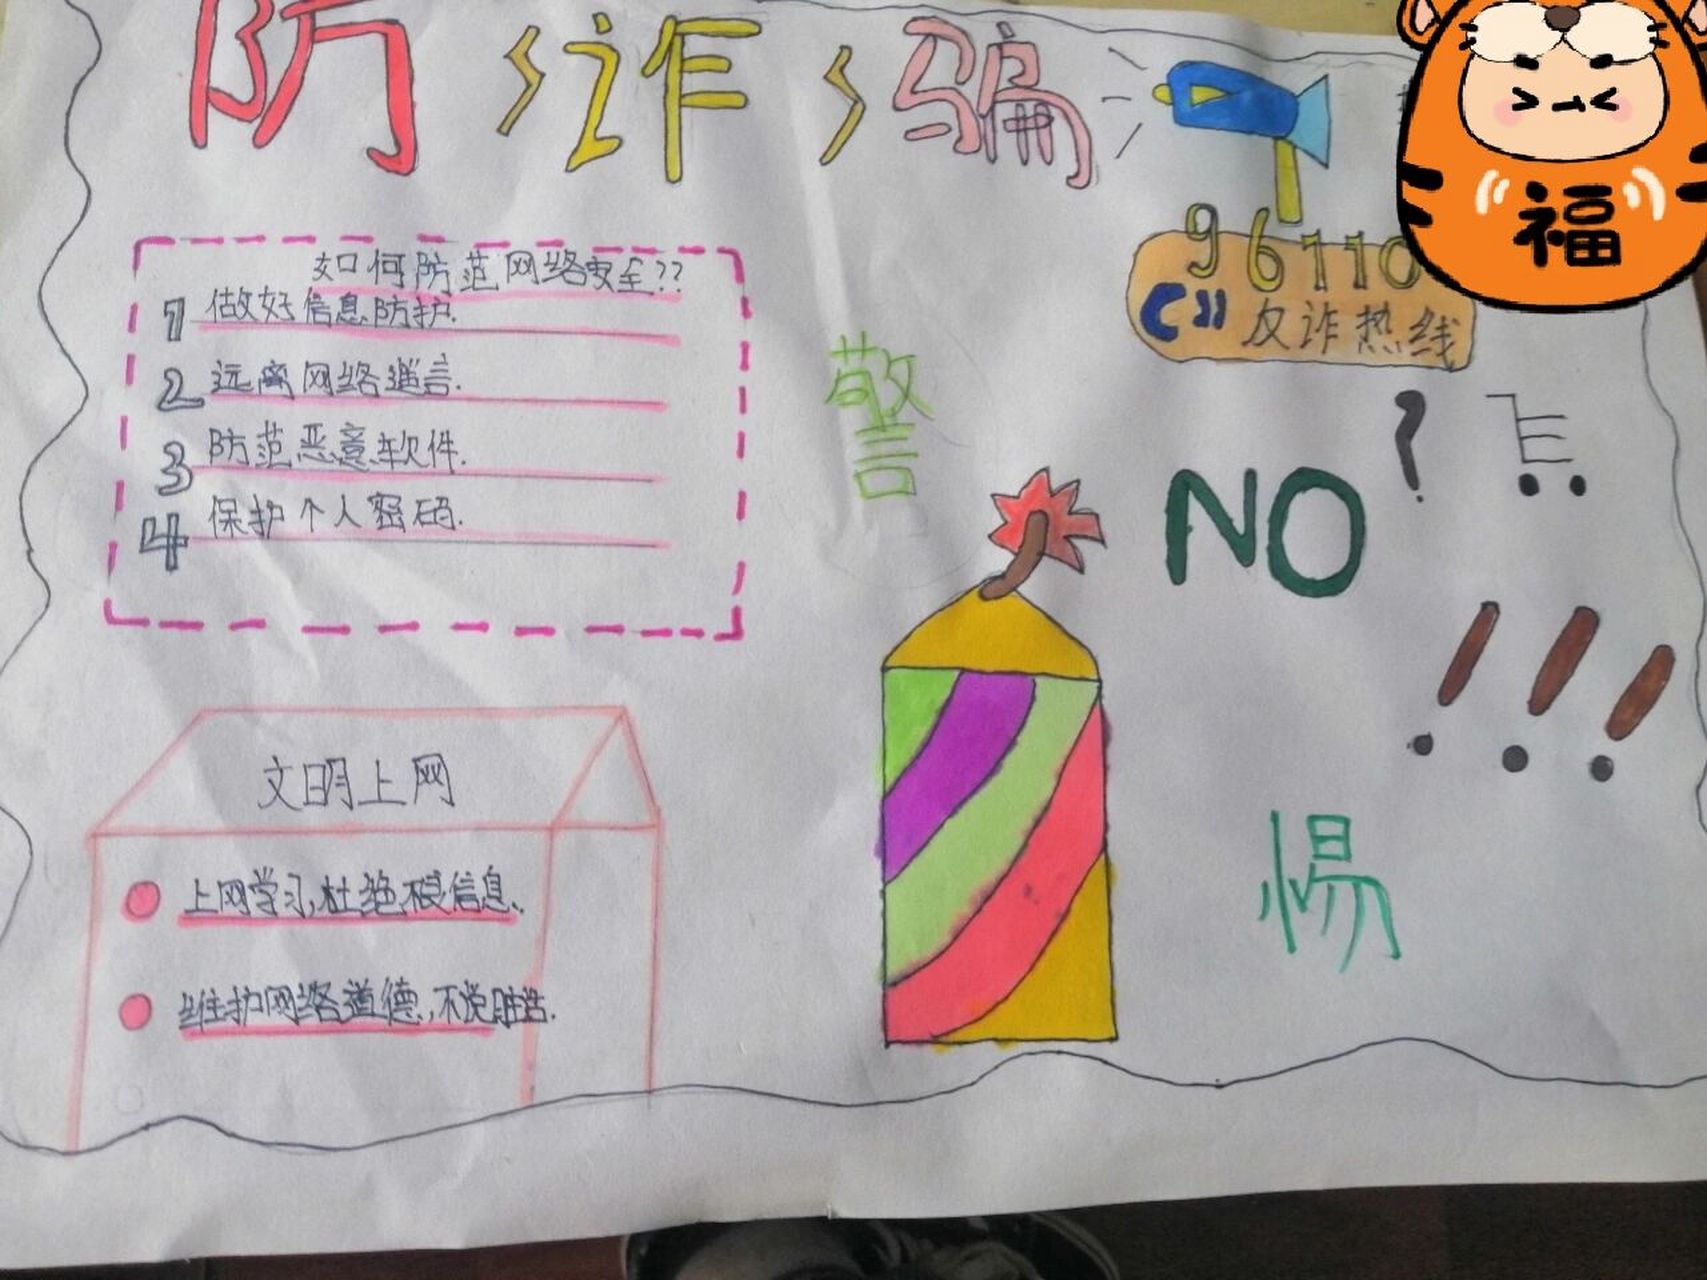 防诈骗
96110
反诈热线
福
如何防范网络安全??
1 做好信息防护.
2 远离网络谣言.
3 防范恶意软件.
4 保护个人密码.
警
惕
NO
?
!!!
文明上网
上网学习,杜绝不良信息.
维护网络道德,不说脏话.